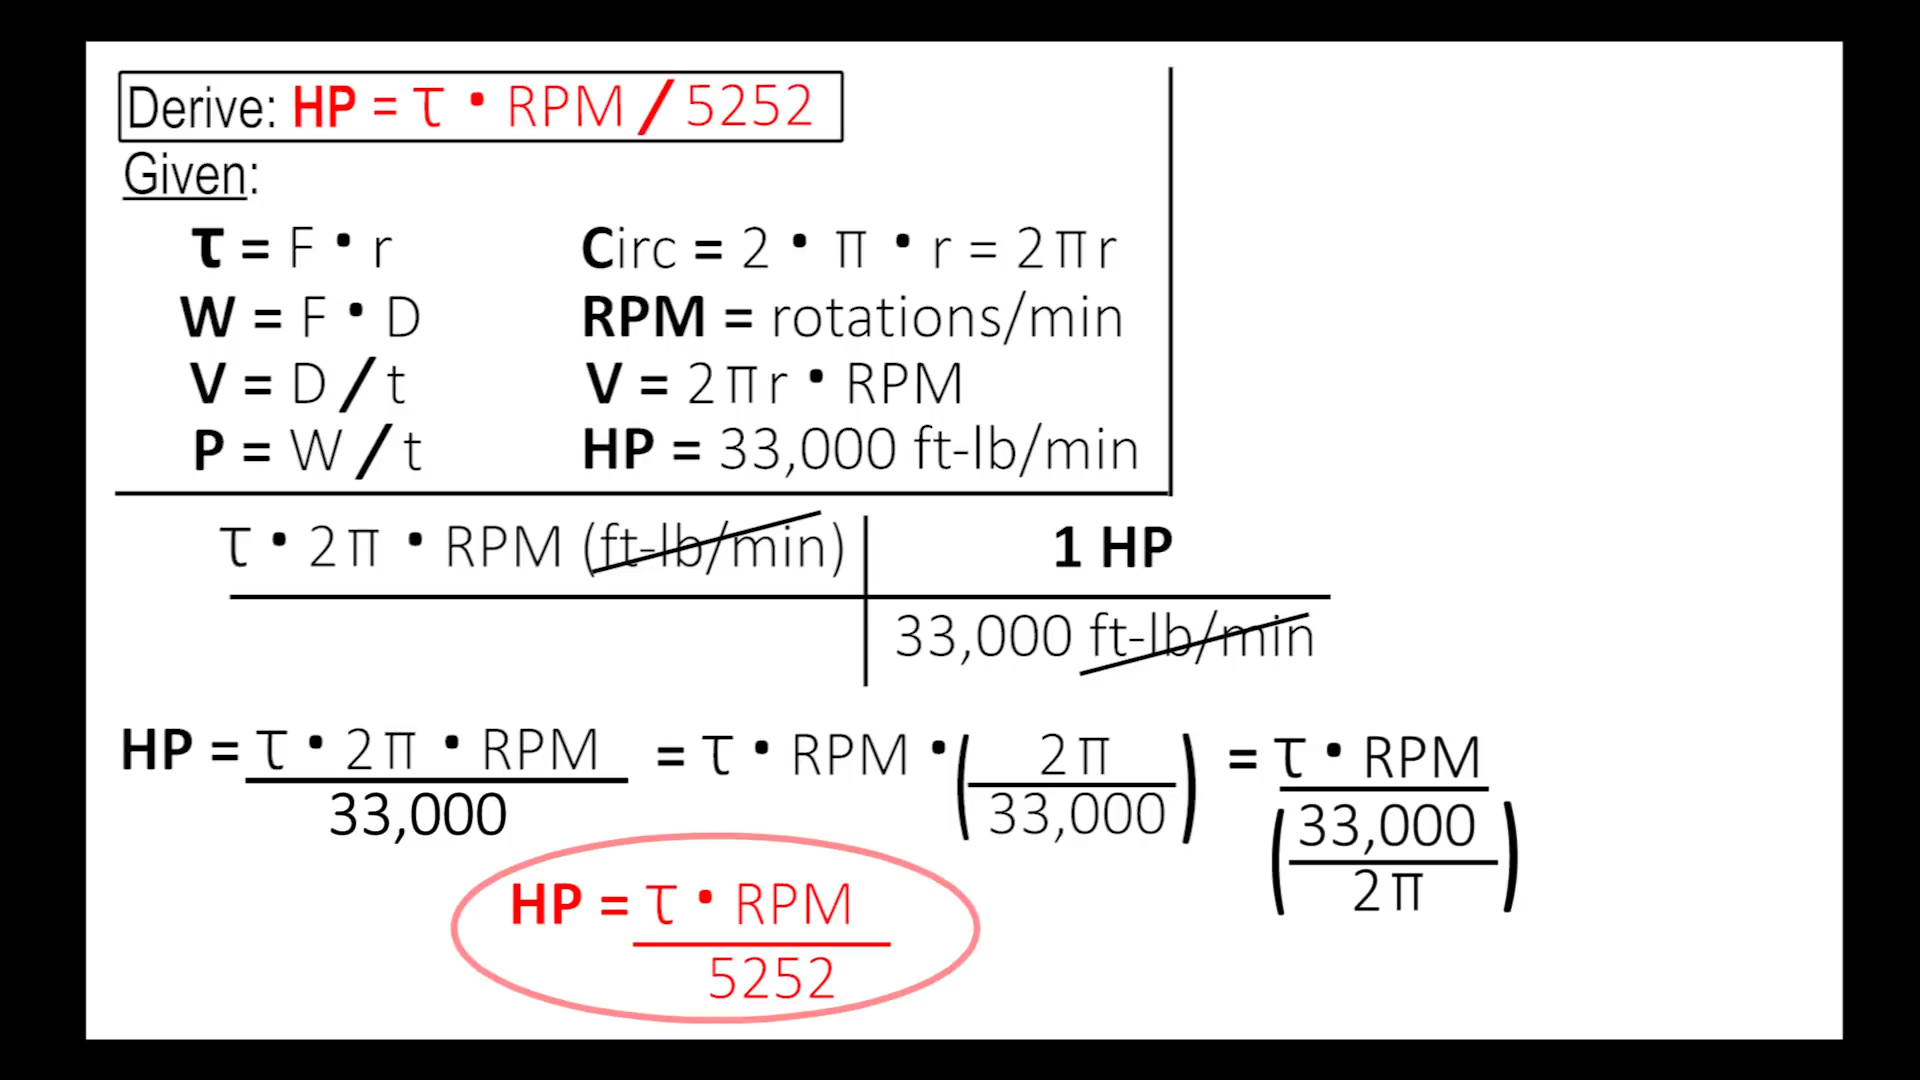 Derive: HP = τ • RPM / 5252
Given:
τ = F • r
W = F • D
V = D / t
P = W / t
Circ = 2 • π • r = 2πr
RPM = rotations/min
V = 2πr • RPM
HP = 33,000 ft-lb/min
τ • 2π • RPM (ft-lb/min)
1 HP
33,000 ft-lb/min
HP = τ • 2π • RPM
33,000
= τ • RPM • (
2π
33,000
)
= τ • RPM
(
33,000
2π
)
HP = τ • RPM
5252